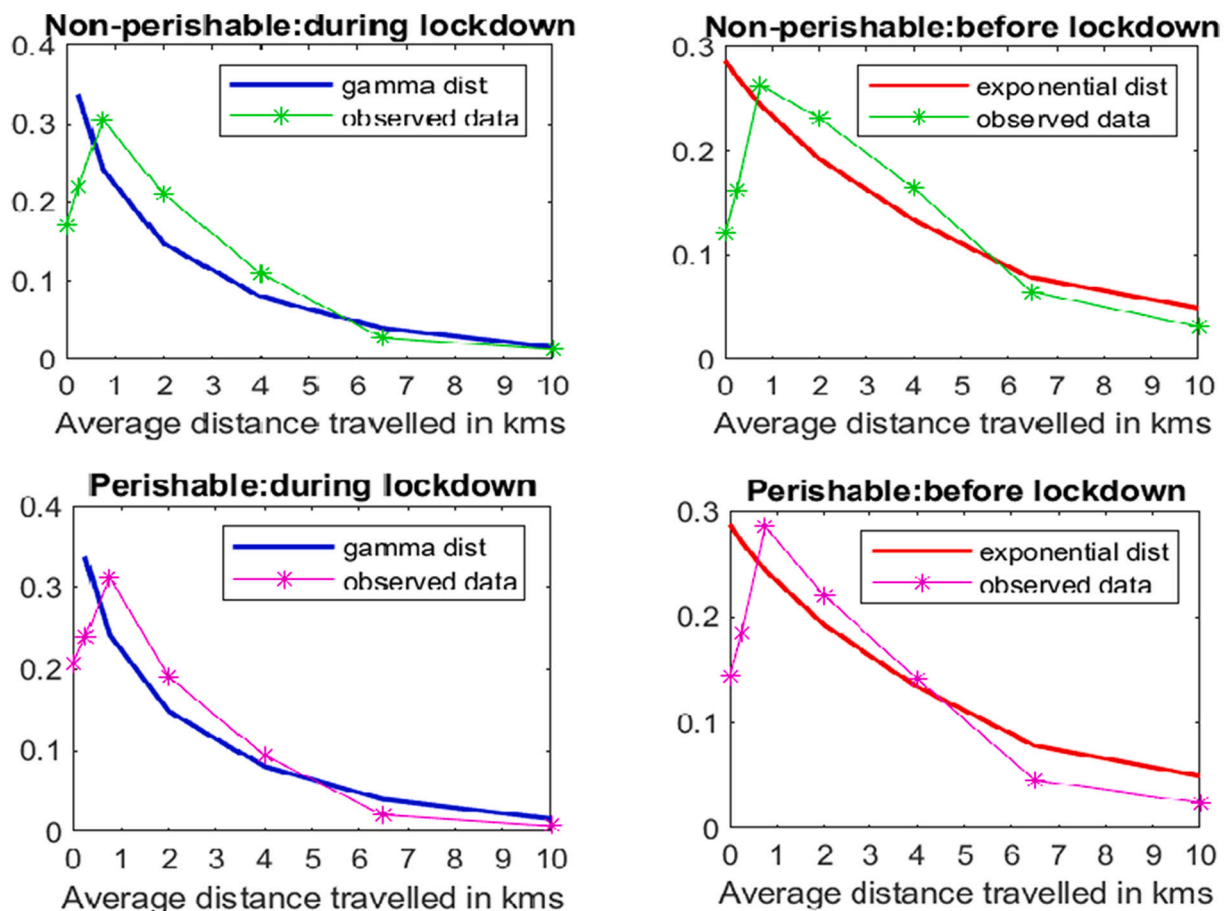 Non-perishable:during lockdown
0.4
0.3
0.2
0.1
0
gamma dist
observed data
0 1 2 3 4 5 6 7 8 9 10
Average distance travelled in kms
Non-perishable:before lockdown
0.3
0.2
0.1
0
exponential dist
observed data
0 1 2 3 4 5 6 7 8 9 10
Average distance travelled in kms
Perishable:during lockdown
0.4
0.3
0.2
0.1
0
gamma dist
observed data
0 1 2 3 4 5 6 7 8 9 10
Average distance travelled in kms
Perishable:before lockdown
0.3
0.2
0.1
0
exponential dist
observed data
0 1 2 3 4 5 6 7 8 9 10
Average distance travelled in kms